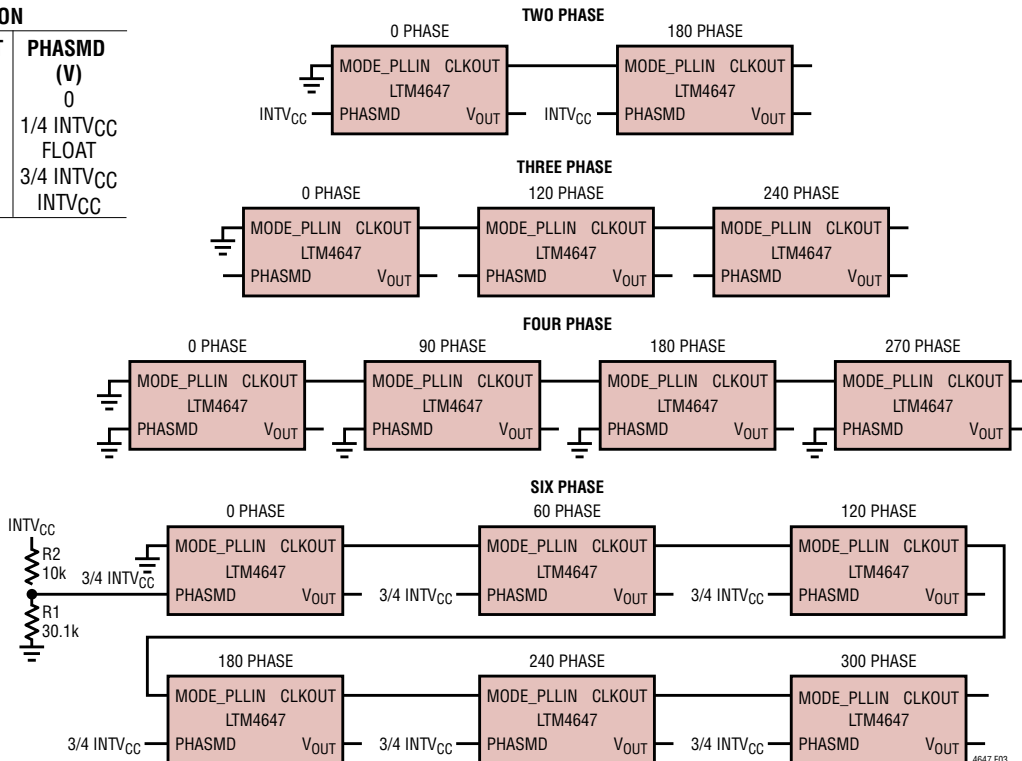 ON
T PHASMD
(V)
0
1/4 INTVCC
FLOAT
3/4 INTVCC
INTVCC
TWO PHASE
0 PHASE 180 PHASE
MODE_PLLIN CLKOUT MODE_PLLIN CLKOUT
LTM4647 LTM4647
INTVCC PHASMD VOUT INTVCC PHASMD VOUT
THREE PHASE
0 PHASE 120 PHASE 240 PHASE
MODE_PLLIN CLKOUT MODE_PLLIN CLKOUT MODE_PLLIN CLKOUT
LTM4647 LTM4647 LTM4647
PHASMD VOUT PHASMD VOUT PHASMD VOUT
FOUR PHASE
0 PHASE 90 PHASE 180 PHASE 270 PHASE
MODE_PLLIN CLKOUT MODE_PLLIN CLKOUT MODE_PLLIN CLKOUT MODE_PLLIN CLKOUT
LTM4647 LTM4647 LTM4647 LTM4647
PHASMD VOUT PHASMD VOUT PHASMD VOUT PHASMD VOUT
SIX PHASE
0 PHASE 60 PHASE 120 PHASE
INTVCC
R2
10k
3/4 INTVCC
R1
30.1k
MODE_PLLIN CLKOUT MODE_PLLIN CLKOUT MODE_PLLIN CLKOUT
LTM4647 LTM4647 LTM4647
PHASMD VOUT 3/4 INTVCC PHASMD VOUT 3/4 INTVCC PHASMD VOUT
180 PHASE 240 PHASE 300 PHASE
MODE_PLLIN CLKOUT MODE_PLLIN CLKOUT MODE_PLLIN CLKOUT
LTM4647 LTM4647 LTM4647
3/4 INTVCC PHASMD VOUT 3/4 INTVCC PHASMD VOUT 3/4 INTVCC PHASMD VOUT
4647 F03